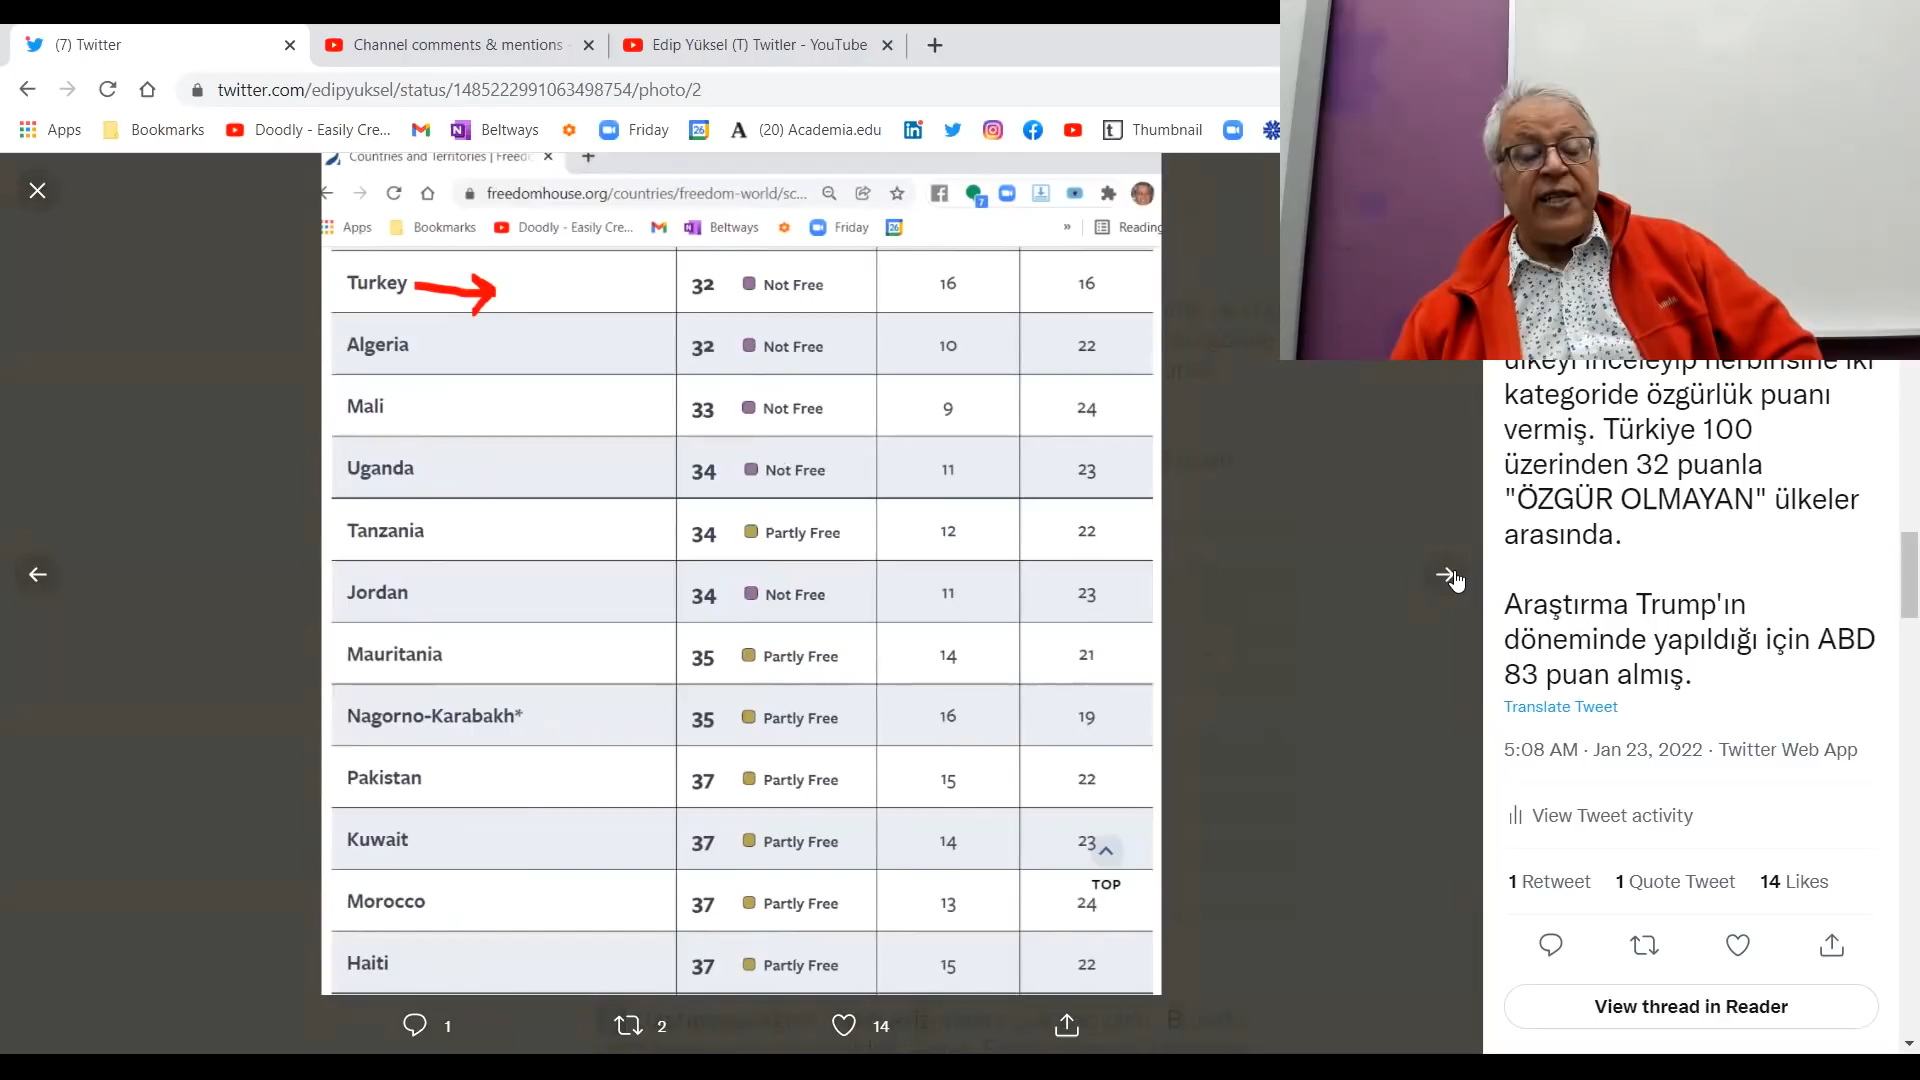 (7) Twitter
Channel comments & mentions
Edip Yüksel (T) Twitler - YouTube
twitter.com/edipyuksel/status/1485222991063498754/photo/2
Apps
Bookmarks
Doodly - Easily Cre...
Beltways
Friday
26
(20) Academia.edu
Thumbnail
Countries and Territories | Freed
freedomhouse.org/countries/freedom-world/sc...
7
Apps
Bookmarks
Doodly - Easily Cre...
Beltways
Friday
26
»
Reading
Turkey 32 Not Free 16 16
Algeria 32 Not Free 10 22
Mali 33 Not Free 9 24
Uganda 34 Not Free 11 23
Tanzania 34 Partly Free 12 22
Jordan 34 Not Free 11 23
Mauritania 35 Partly Free 14 21
Nagorno-Karabakh* 35 Partly Free 16 19
Pakistan 37 Partly Free 15 22
Kuwait 37 Partly Free 14 23
TOP
Morocco 37 Partly Free 13 24
Haiti 37 Partly Free 15 22
1
2
14
ülkeyi inceleyip herbirisine iki
kategoride özgürlük puanı
vermiş. Türkiye 100
üzerinden 32 puanla
"ÖZGÜR OLMAYAN" ülkeler
arasında.
Araştırma Trump'ın
döneminde yapıldığı için ABD
83 puan almış.
Translate Tweet
5:08 AM · Jan 23, 2022 · Twitter Web App
View Tweet activity
1 Retweet 1 Quote Tweet 14 Likes
View thread in Reader